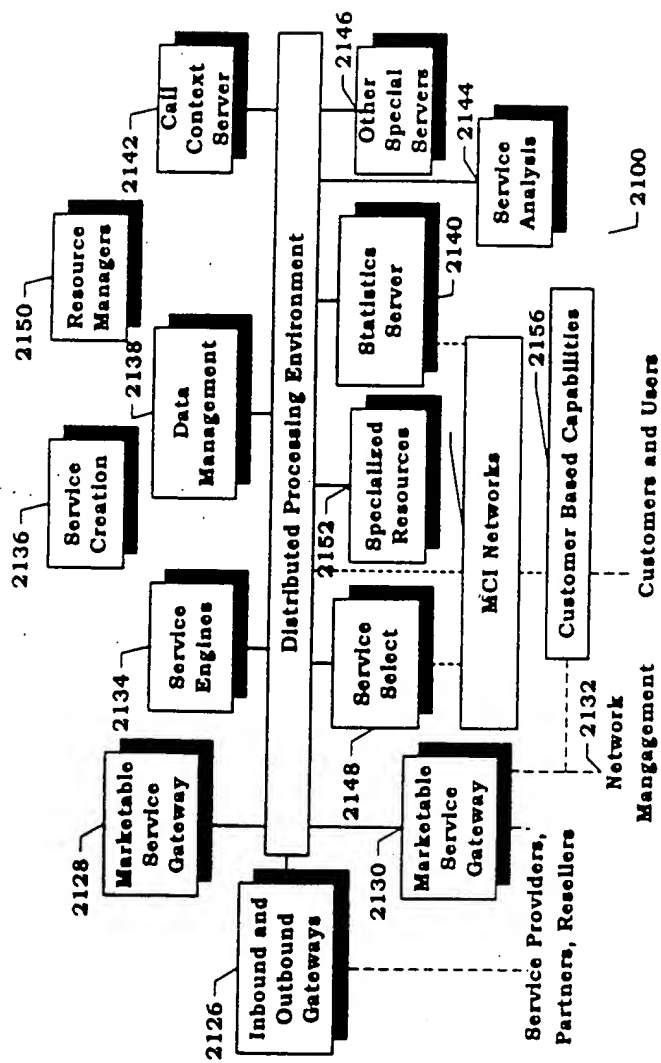 2126
Inbound and
Outbound
Gateways
2128
Marketable
Service
Gateway
2134
Service
Engines
2136
Service
Creation
2138
Data
Management
2150
Resource
Managers
2142
Call
Context
Server
Distributed Processing Environment
2130
Marketable
Service
Gateway
2148
Service
Select
2152
Specialized
Resources
Statistics
Server
2140
Other
Special
Servers
2146
Service
Analysis
2144
MCI Networks
Customer Based Capabilities
2156
Service Providers,
Partners, Resellers
2132
Network
Mangagement
Customers and Users
2100